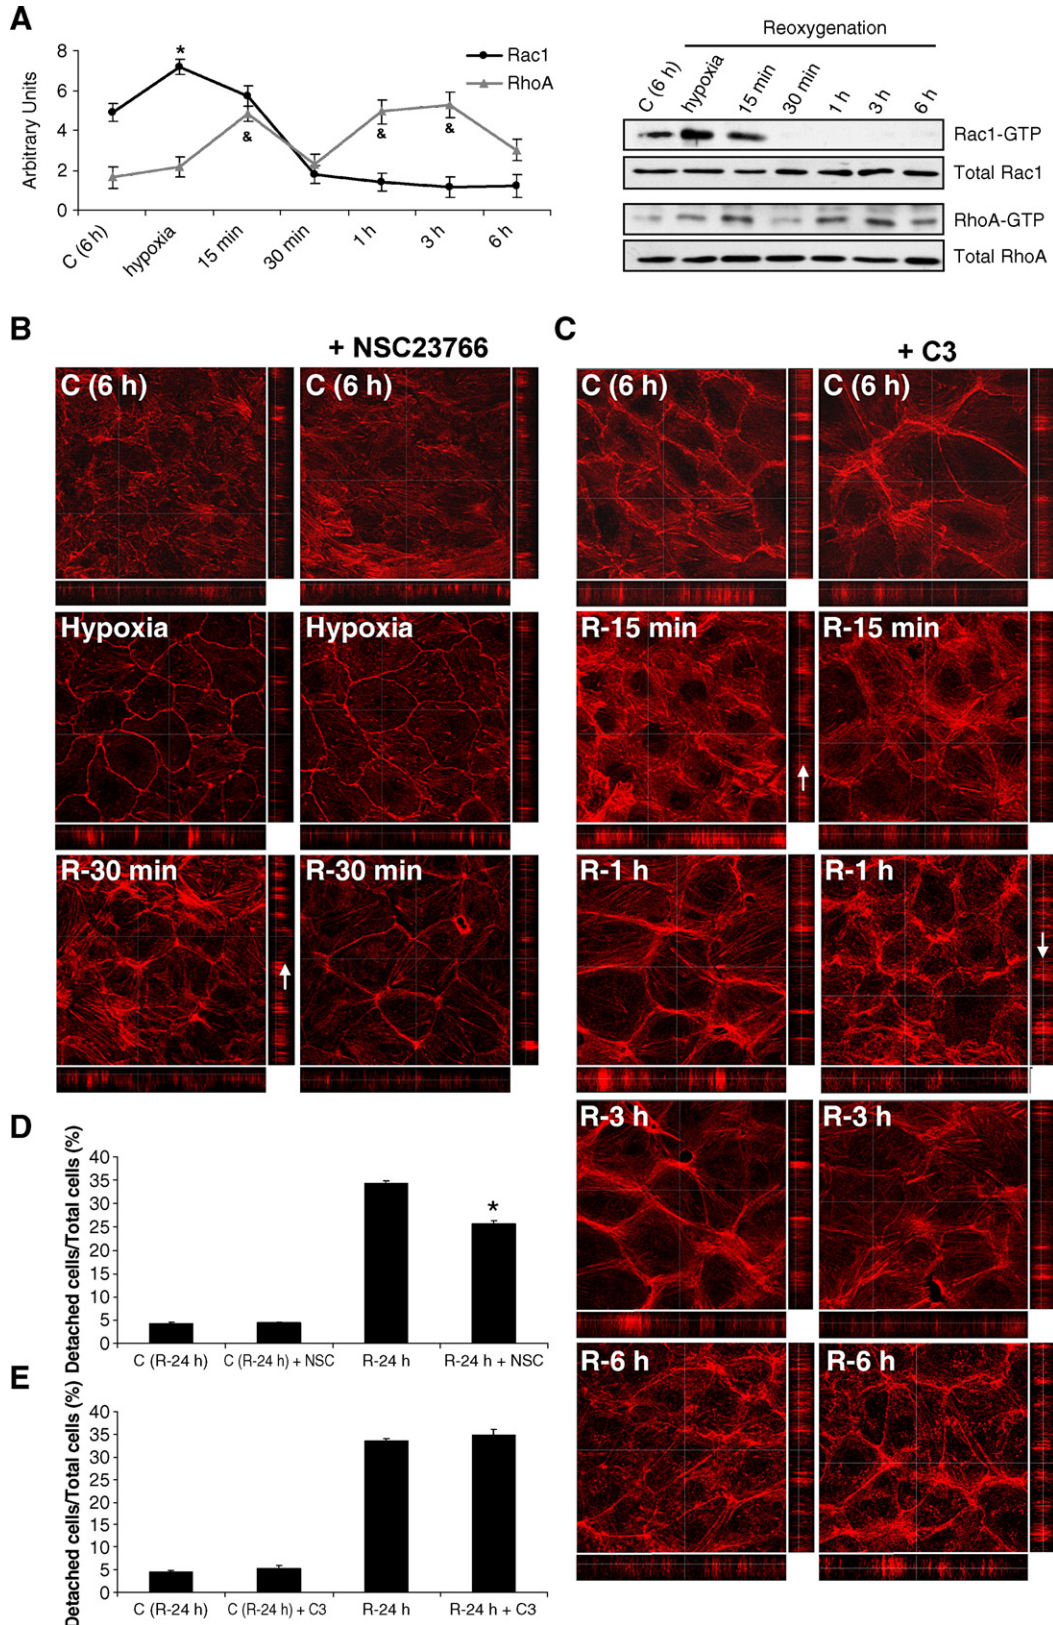 A
8
6
4
2
0
Arbitrary Units
*
&
&
&
Rac1
RhoA
C (6 h)
hypoxia
15 min
30 min
1 h
3 h
6 h
Reoxygenation
C (6 h)
hypoxia
15 min
30 min
1 h
3 h
6 h
Rac1-GTP
Total Rac1
RhoA-GTP
Total RhoA
B
+ NSC23766
C (6 h)
C (6 h)
Hypoxia
Hypoxia
R-30 min
R-30 min
C
+ C3
C (6 h)
C (6 h)
R-15 min
R-15 min
R-1 h
R-1 h
R-3 h
R-3 h
R-6 h
R-6 h
D
Detached cells/Total cells (%)
40
35
30
25
20
15
10
5
0
*
C (R-24 h)
C (R-24 h) + NSC
R-24 h
R-24 h + NSC
E
Detached cells/Total cells (%)
40
35
30
25
20
15
10
5
0
C (R-24 h)
C (R-24 h) + C3
R-24 h
R-24 h + C3